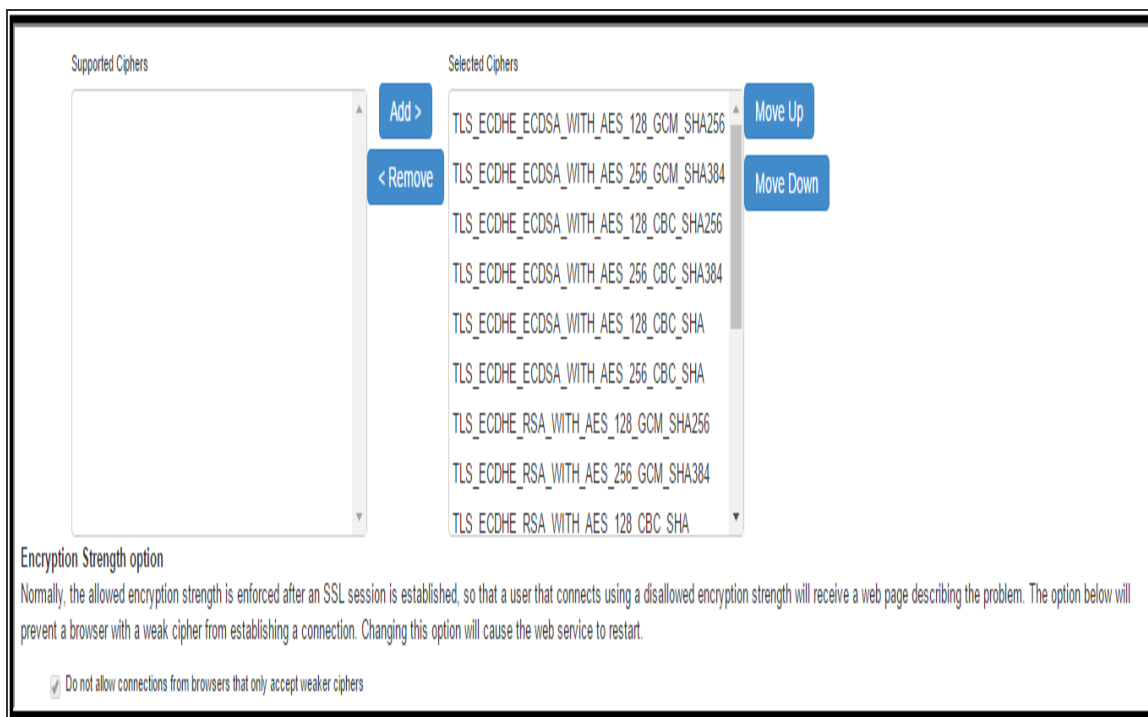 Supported Ciphers
Selected Ciphers
Add >
< Remove
TLS_ECDHE_ECDSA_WITH_AES_128_GCM_SHA256
TLS_ECDHE_ECDSA_WITH_AES_256_GCM_SHA384
TLS_ECDHE_ECDSA_WITH_AES_128_CBC_SHA256
TLS_ECDHE_ECDSA_WITH_AES_256_CBC_SHA384
TLS_ECDHE_ECDSA_WITH_AES_128_CBC_SHA
TLS_ECDHE_ECDSA_WITH_AES_256_CBC_SHA
TLS_ECDHE_RSA_WITH_AES_128_GCM_SHA256
TLS_ECDHE_RSA_WITH_AES_256_GCM_SHA384
TLS_ECDHE_RSA_WITH_AES_128_CBC_SHA
Move Up
Move Down
Encryption Strength option
Normally, the allowed encryption strength is enforced after an SSL session is established, so that a user that connects using a disallowed encryption strength will receive a web page describing the problem. The option below will
prevent a browser with a weak cipher from establishing a connection. Changing this option will cause the web service to restart.
Do not allow connections from browsers that only accept weaker ciphers